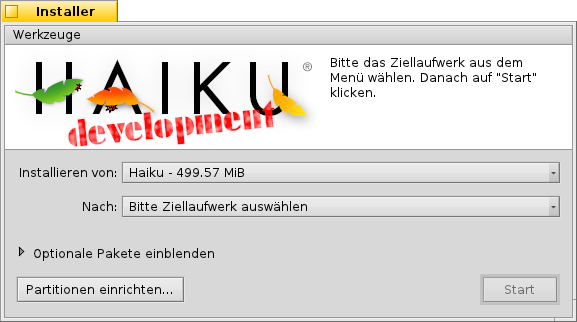 Installer
Werkzeuge
HAIKU®
development
Bitte das Ziellaufwerk aus dem
Menü wählen. Danach auf "Start"
klicken.
Installieren von: Haiku - 499.57 MiB
Nach: Bitte Ziellaufwerk auswählen
Optionale Pakete einblenden
Partitionen einrichten... Start